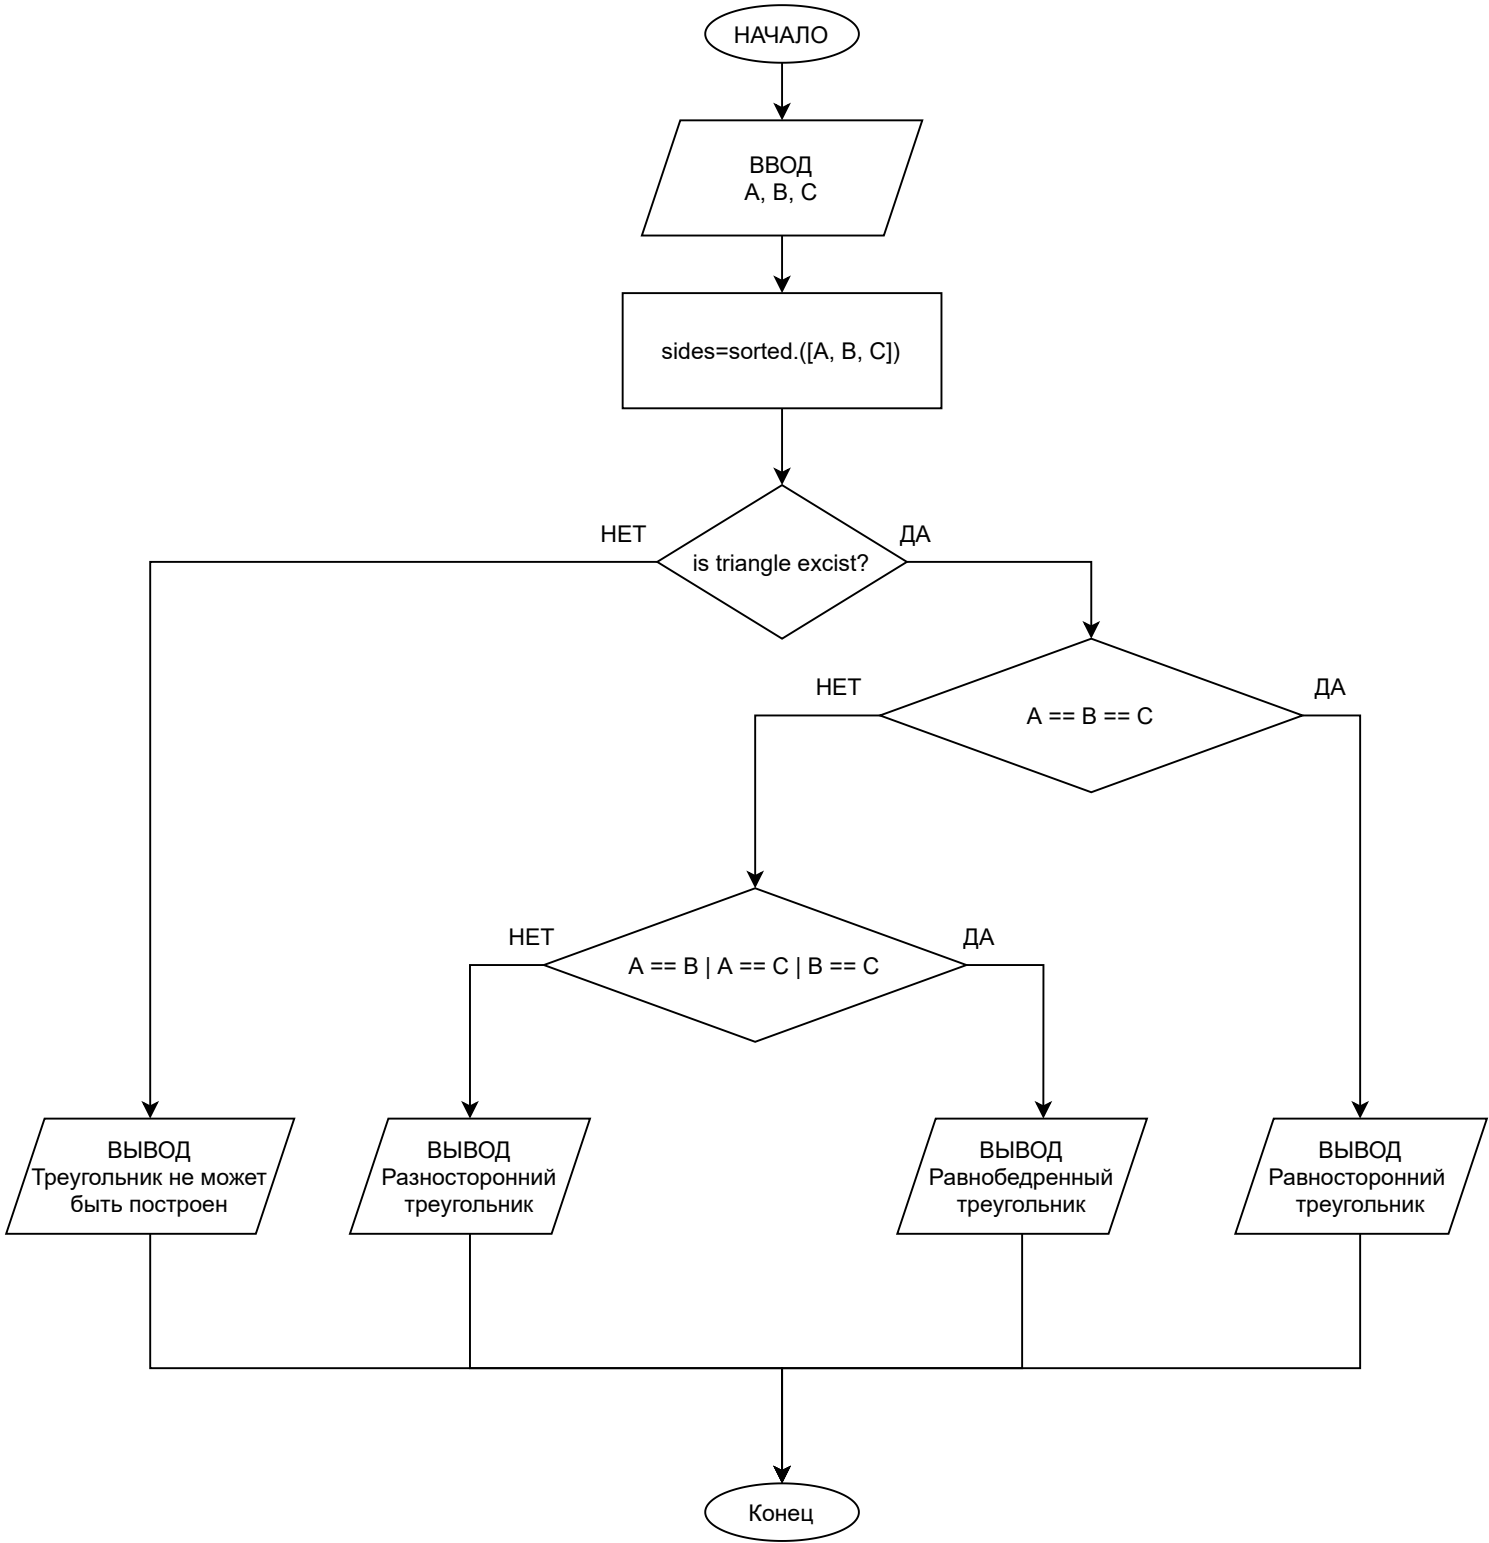 НАЧАЛО
ВВОД
A, B, C
sides=sorted.([A, B, C])
НЕТ
ДА
is triangle excist?
НЕТ
ДА
A == B == C
НЕТ
ДА
A == B | A == C | B == C
ВЫВОД
Треугольник не может
быть построен
ВЫВОД
Разносторонний
треугольник
ВЫВОД
Равнобедренный
треугольник
ВЫВОД
Равносторонний
треугольник
Конец